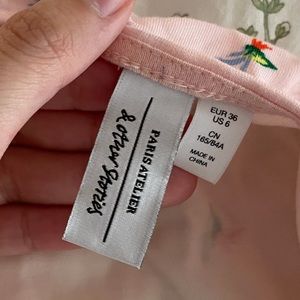 PARIS ATELIER
& Other Stories
EUR 36
US 6
CN
165/84A
MADE IN
CHINA